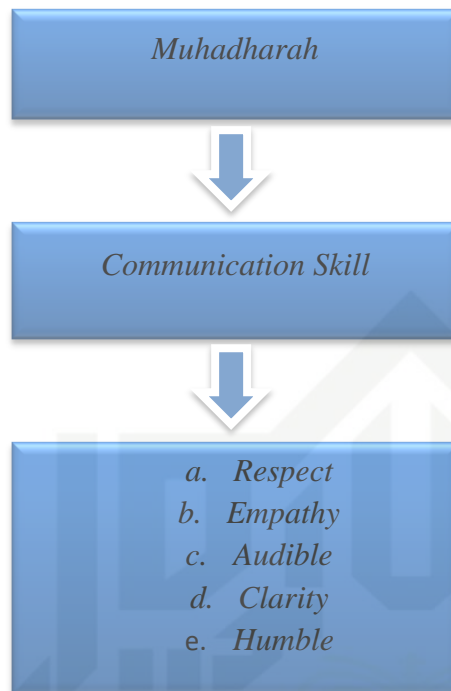 Muhadharah
Communication Skill
a. Respect
b. Empathy
c. Audible
d. Clarity
e. Humble